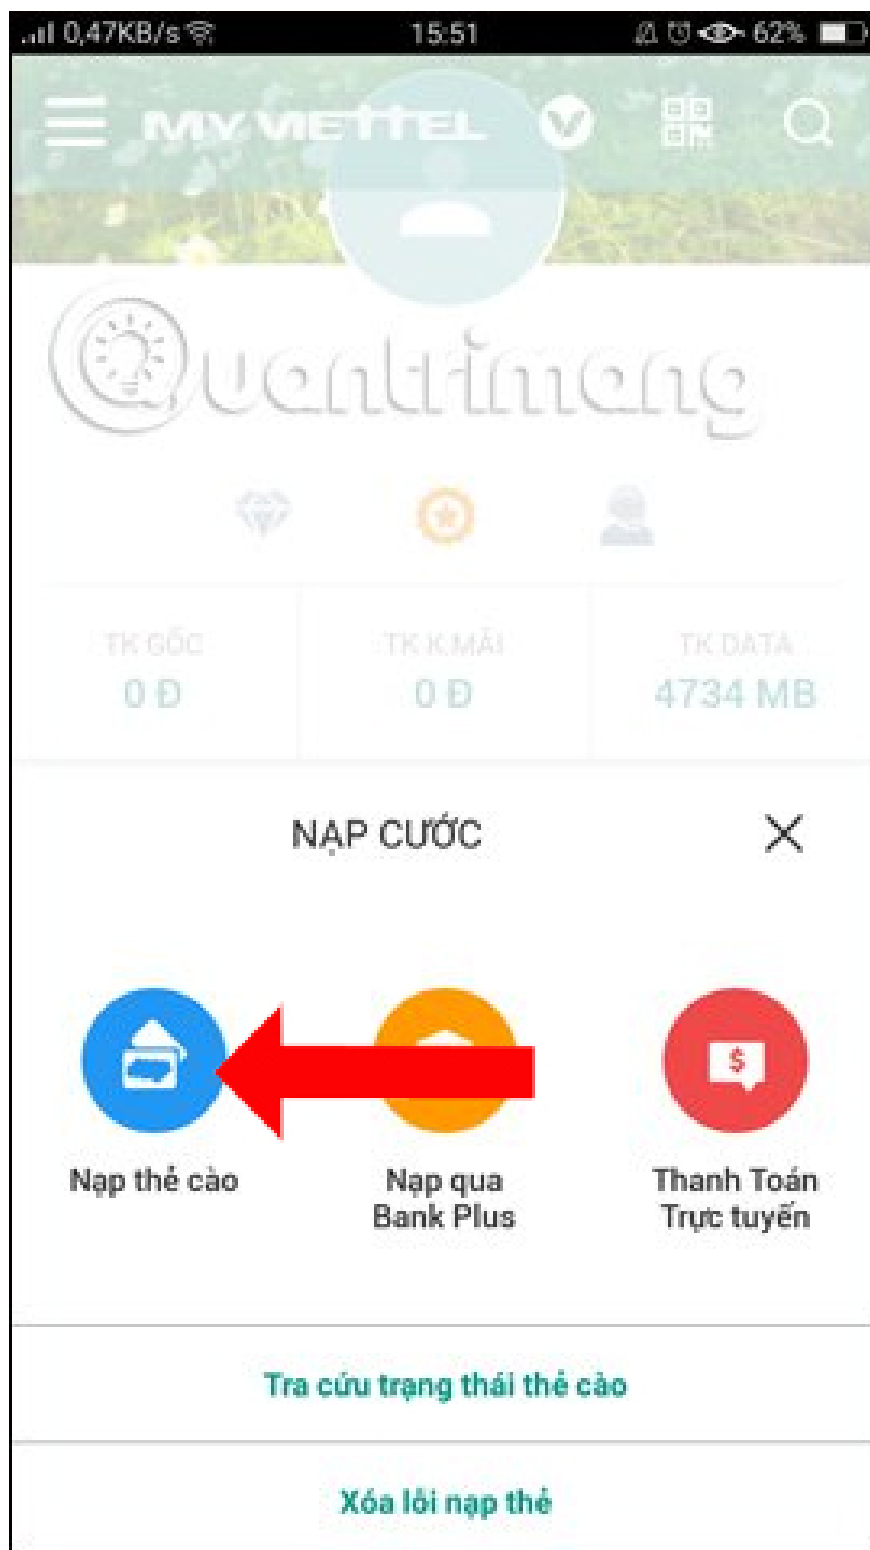 0,47KB/s
15:51
62%
MY VIETTEL
Quantrimang
TK GỐC
TK K.MÃI
TK DATA
0 Đ
0 Đ
4734 MB
NẠP CƯỚC
Nạp thẻ cào
Nạp qua
Bank Plus
Thanh Toán
Trực tuyến
Tra cứu trạng thái thẻ cào
Xóa lỗi nạp thẻ